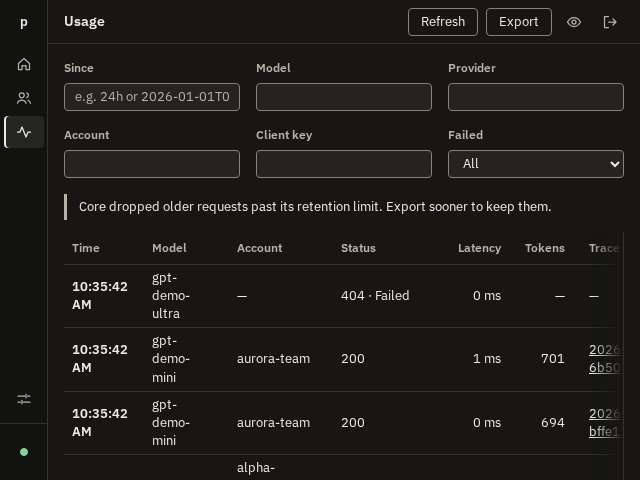 p
Usage
Refresh
Export
Since
Model
Provider
e.g. 24h or 2026-01-01T0
Account
Client key
Failed
All
Core dropped older requests past its retention limit. Export sooner to keep them.
Time Model Account Status Latency Tokens Trace
10:35:42 AM gpt-demo-ultra — 404 · Failed 0 ms — —
10:35:42 AM gpt-demo-mini aurora-team 200 1 ms 701 2026 6b50
10:35:42 AM gpt-demo-mini aurora-team 200 0 ms 694 2026 bffe1
alpha-